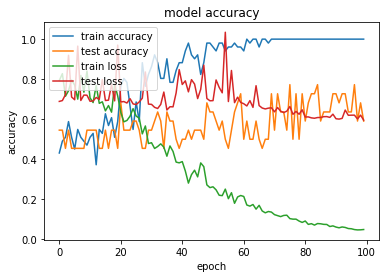 model accuracy
train accuracy
test accuracy
train loss
test loss
accuracy
1.0
0.8
0.6
0.4
0.2
0.0
0 20 40 60 80 100
epoch